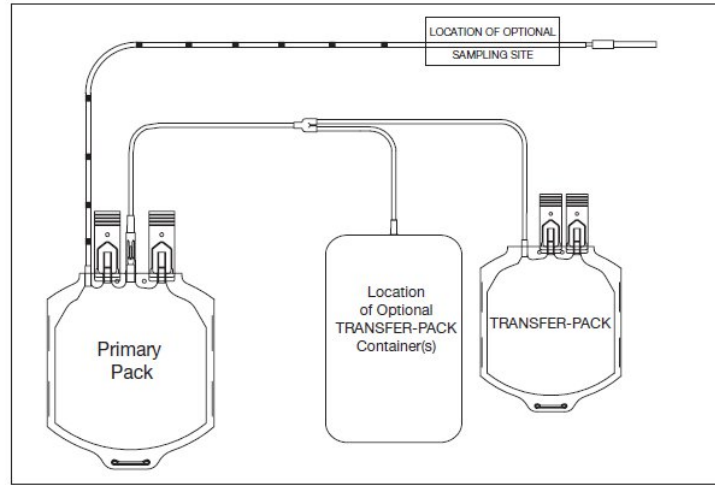 LOCATION OF OPTIONAL
SAMPLING SITE
Primary
Pack
Location
of Optional
TRANSFER-PACK
Container(s)
TRANSFER-PACK